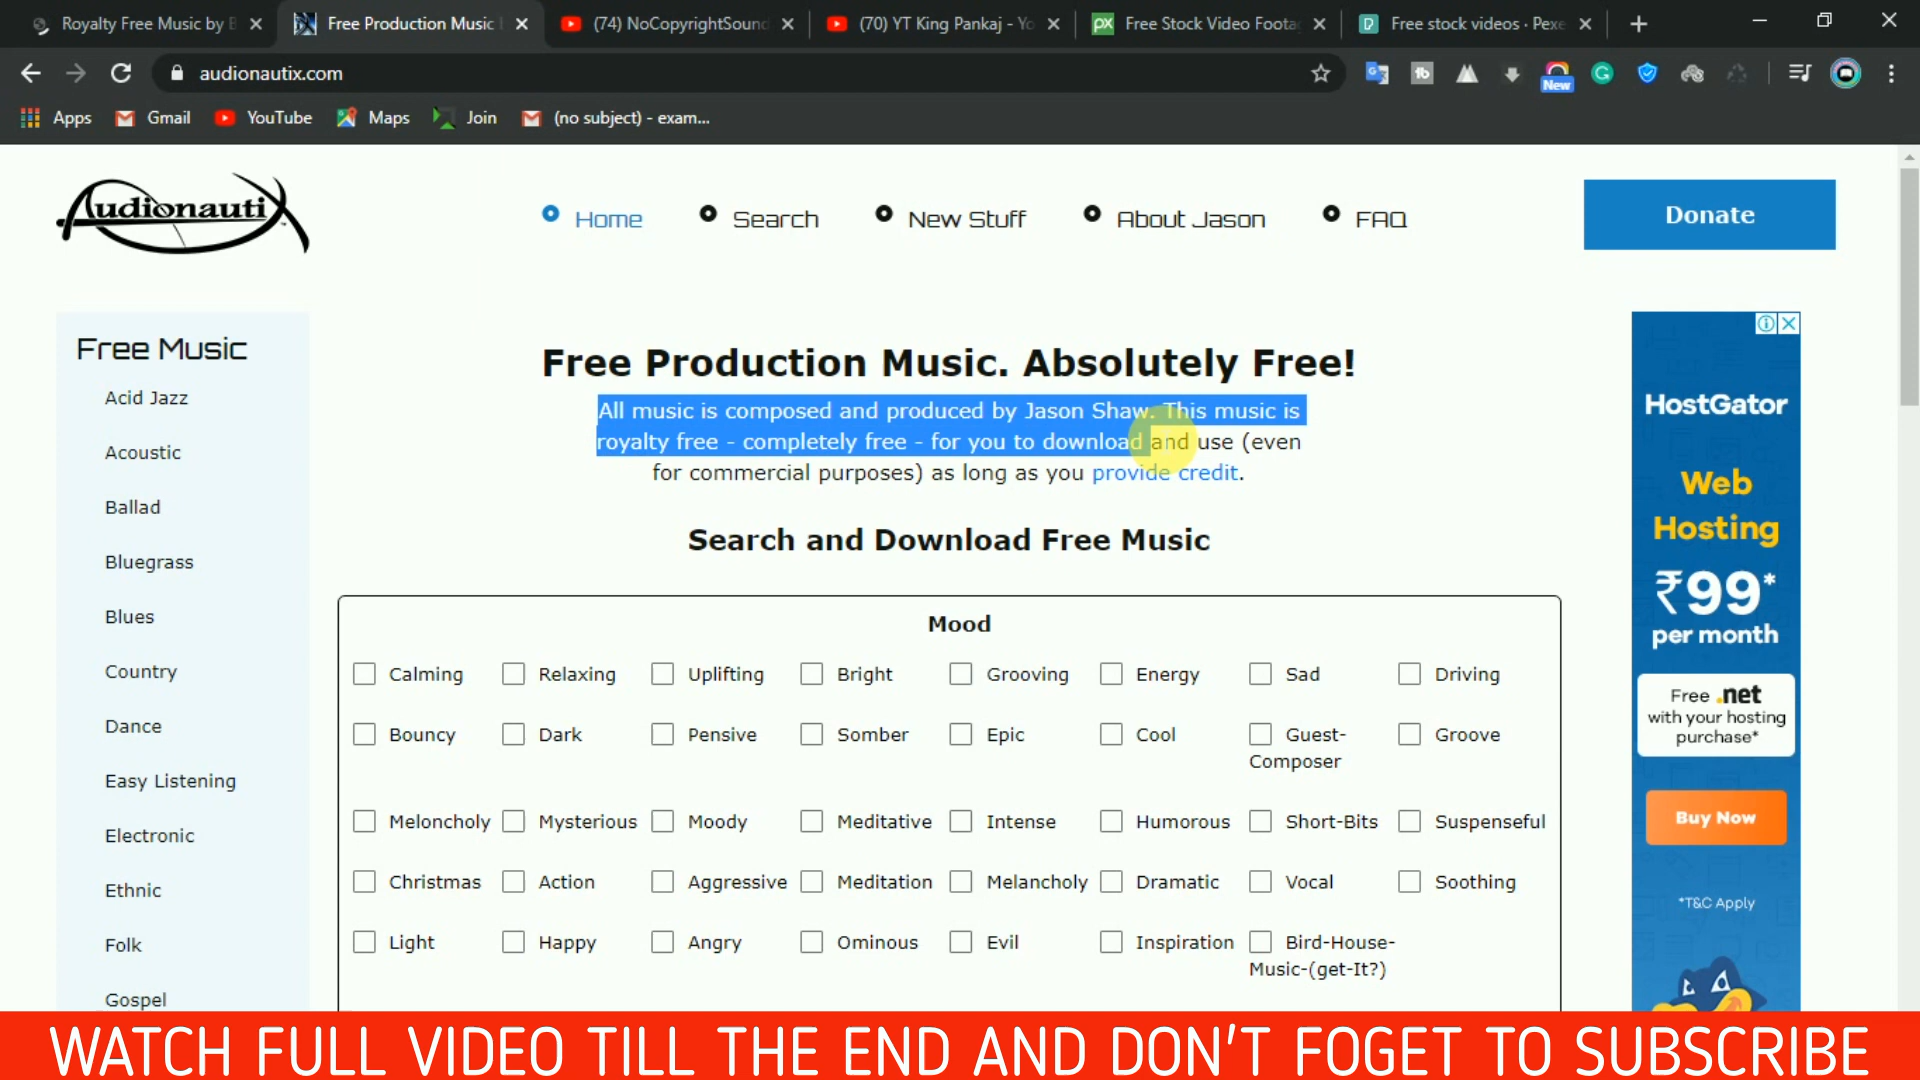 Royalty Free Music by B
Free Production Music
(74) NoCopyrightSound
(70) YT King Pankaj - Yo
Free Stock Video Foota
Free stock videos · Pexe
audionautix.com
New
Apps
Gmail
YouTube
Maps
Join
(no subject) - exam...
Audionautix
Home
Search
New Stuff
About Jason
FAQ
Donate
Free Music
Acid Jazz
Acoustic
Ballad
Bluegrass
Blues
Country
Dance
Easy Listening
Electronic
Ethnic
Folk
Gospel
Free Production Music. Absolutely Free!
All music is composed and produced by Jason Shaw. This music is
royalty free - completely free - for you to download and use (even
for commercial purposes) as long as you provide credit.
Search and Download Free Music
Mood
Calming Relaxing Uplifting Bright Grooving Energy Sad Driving
Bouncy Dark Pensive Somber Epic Cool Guest- Groove
Composer
Meloncholy Mysterious Moody Meditative Intense Humorous Short-Bits Suspenseful
Christmas Action Aggressive Meditation Melancholy Dramatic Vocal Soothing
Light Happy Angry Ominous Evil Inspiration Bird-House-
Music-(get-It?)
HostGator
Web
Hosting
₹99*
per month
Free .net
with your hosting
purchase*
Buy Now
*T&C Apply
WATCH FULL VIDEO TILL THE END AND DON'T FOGET TO SUBSCRIBE